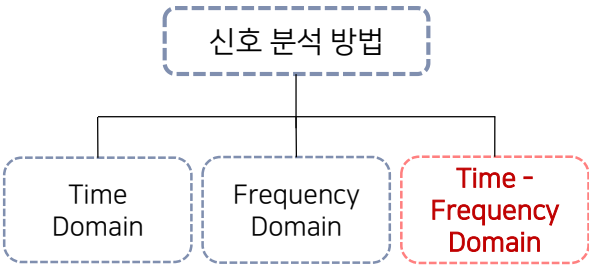 신호 분석 방법
Time
Domain
Frequency
Domain
Time -
Frequency
Domain